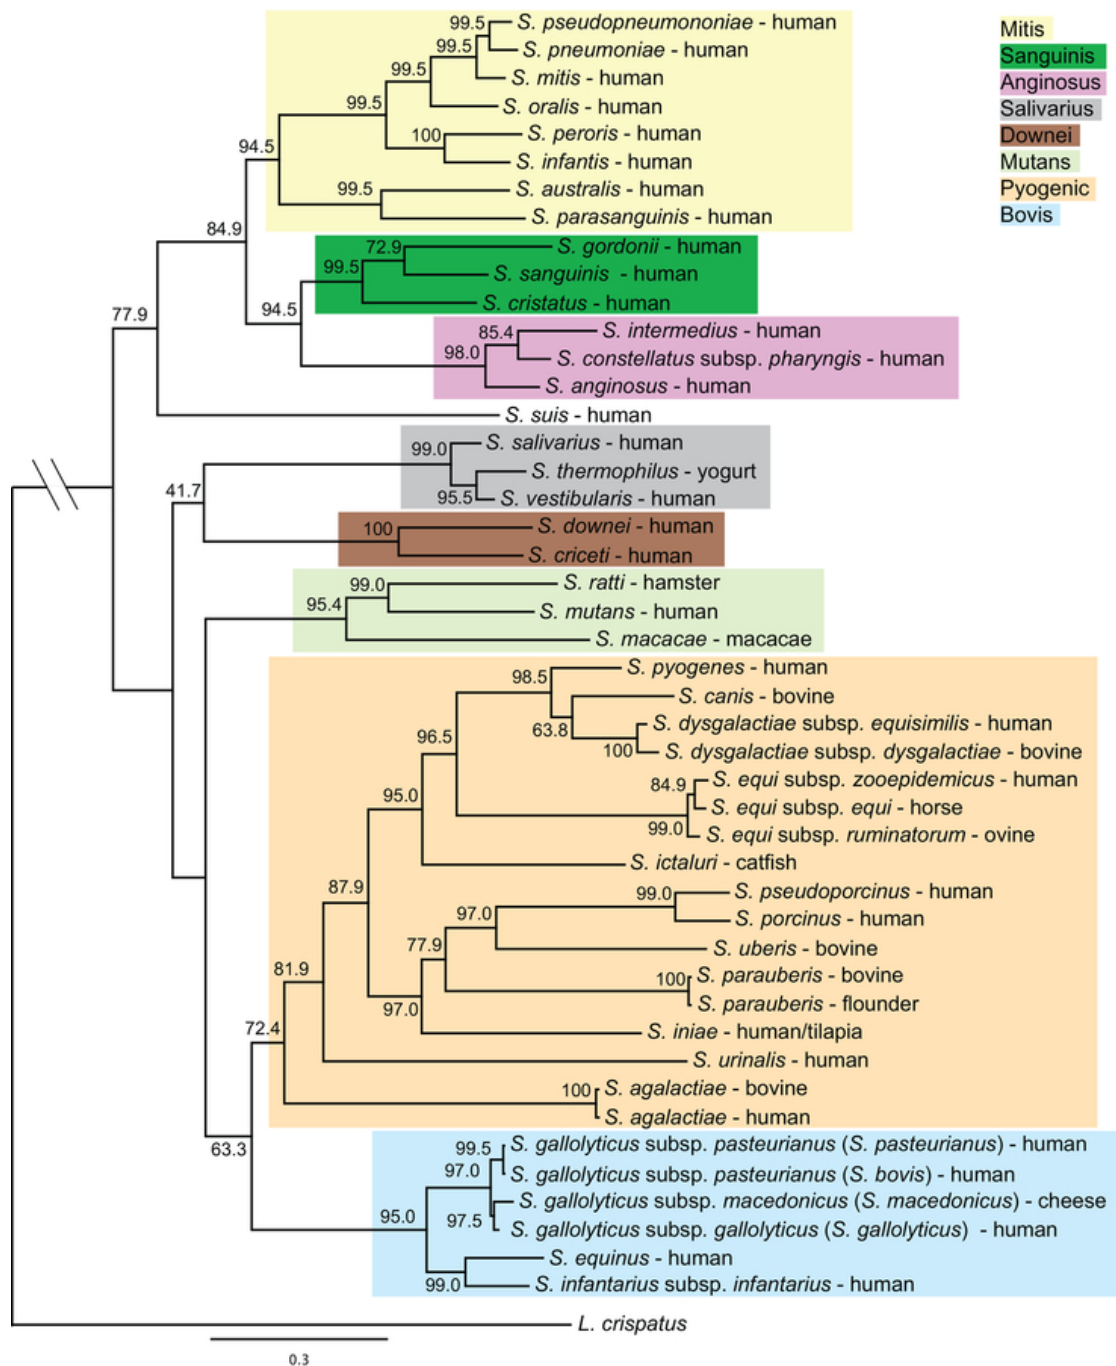 99.5 S. pseudopneumononiae - human
Mitis
99.5 S. pneumoniae - human
Sanguinis
99.5 S. mitis - human
Anginosus
99.5 S. oralis - human
Salivarius
100 S. peroris - human
Downei
94.5 S. infantis - human
Mutans
99.5 S. australis - human
Pyogenic
S. parasanguinis - human
Bovis
84.9
72.9 S. gordonii - human
99.5 S. sanguinis - human
S. cristatus - human
77.9 94.5
85.4 S. intermedius - human
98.0 S. constellatus subsp. pharyngis - human
S. anginosus - human
S. suis - human
99.0 S. salivarius - human
S. thermophilus - yogurt
41.7 95.5 S. vestibularis - human
100 S. downei - human
S. criceti - human
99.0 S. ratti - hamster
95.4 S. mutans - human
S. macacae - macacae
98.5 S. pyogenes - human
S. canis - bovine
96.5 63.8 S. dysgalactiae subsp. equisimilis - human
100 S. dysgalactiae subsp. dysgalactiae - bovine
84.9 S. equi subsp. zooepidemicus - human
95.0 S. equi subsp. equi - horse
99.0 S. equi subsp. ruminatorum - ovine
S. ictaluri - catfish
87.9 99.0 S. pseudoporcinus - human
97.0 S. porcinus - human
77.9 S. uberis - bovine
81.9 100 S. parauberis - bovine
97.0 S. parauberis - flounder
72.4 S. iniae - human/tilapia
S. urinalis - human
100 S. agalactiae - bovine
S. agalactiae - human
63.3 99.5 S. gallolyticus subsp. pasteurianus (S. pasteurianus) - human
97.0 S. gallolyticus subsp. pasteurianus (S. bovis) - human
S. gallolyticus subsp. macedonicus (S. macedonicus) - cheese
95.0 97.5 S. gallolyticus subsp. gallolyticus (S. gallolyticus) - human
S. equinus - human
99.0 S. infantarius subsp. infantarius - human
L. crispatus
0.3